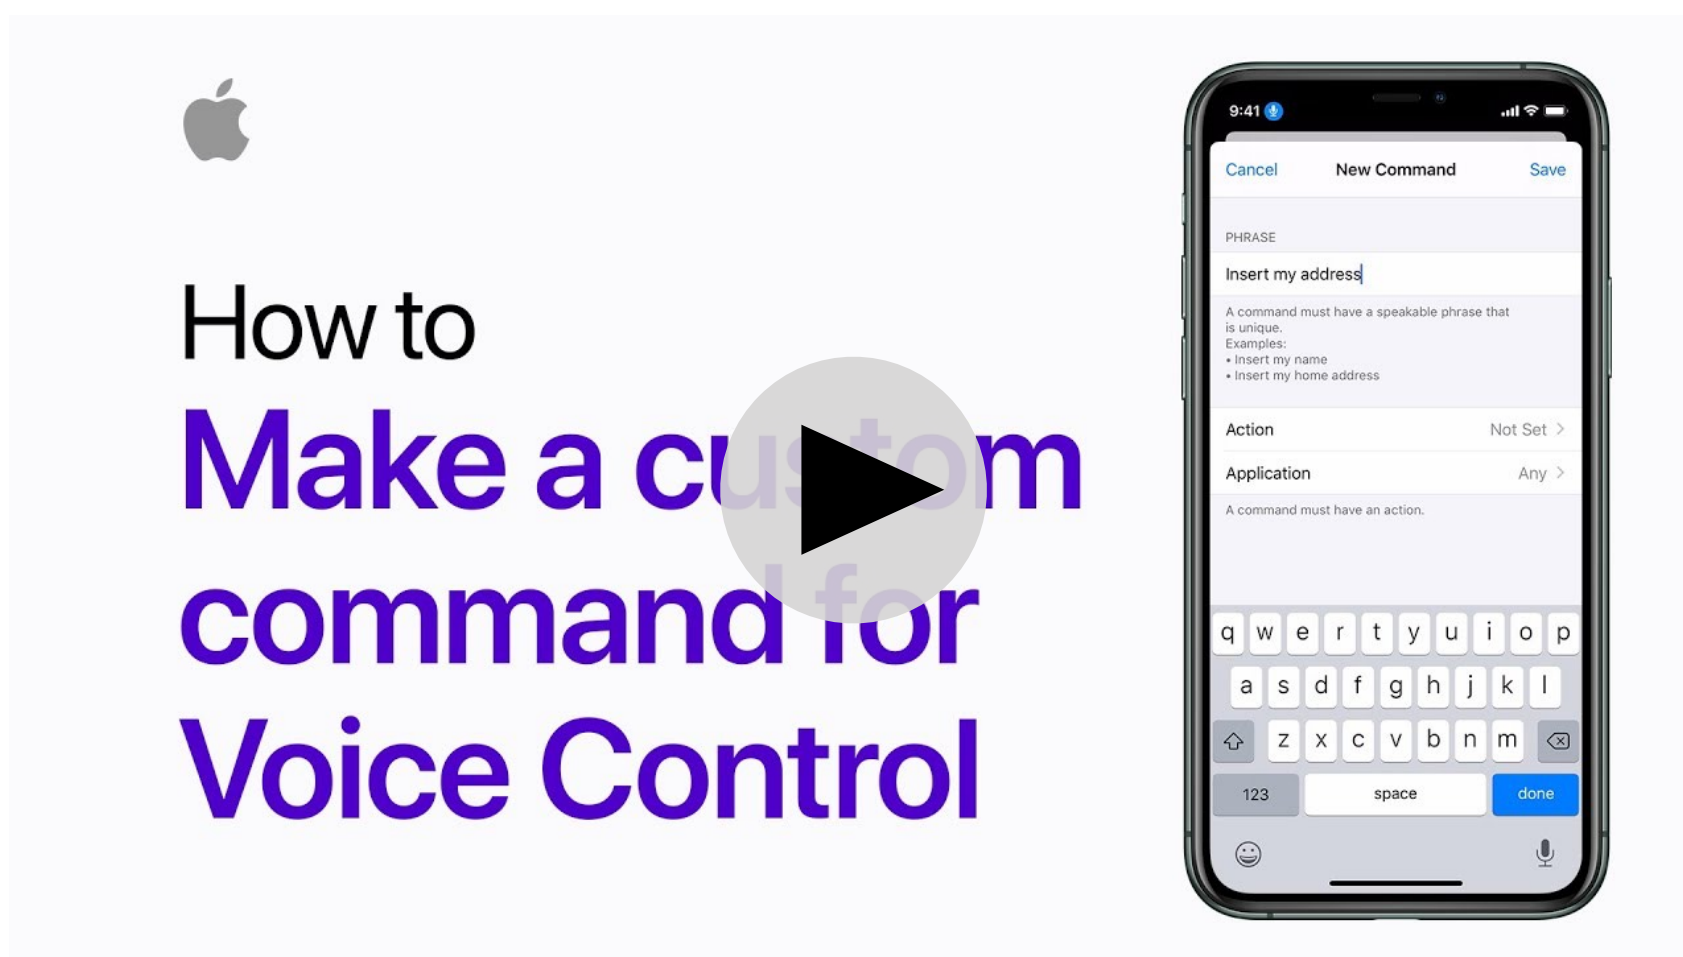 How to
Make a custom
command for
Voice Control
9:41
Cancel New Command Save
PHRASE
Insert my address
A command must have a speakable phrase that
is unique.
Examples:
• Insert my name
• Insert my home address
Action Not Set
Application Any
A command must have an action.
q w e r t y u i o p
a s d f g h j k l
z x c v b n m
123 space done